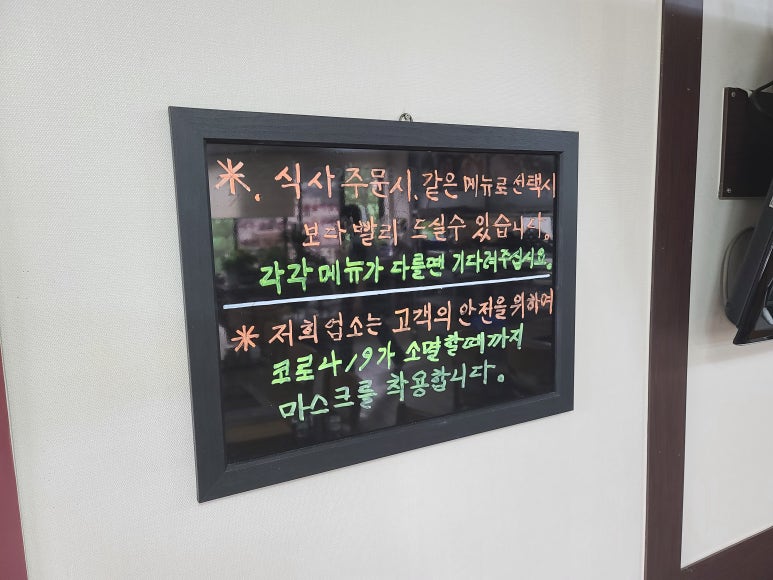 ※. 식사 주문시, 같은 메뉴로 선택시
보다 빨리 드실수 있습니다.
각각 메뉴가 다를땐 기다려주십시요.
※ 저희 업소는 고객의 안전을 위하여
코로나19가 소멸할때까지
마스크를 착용합니다.